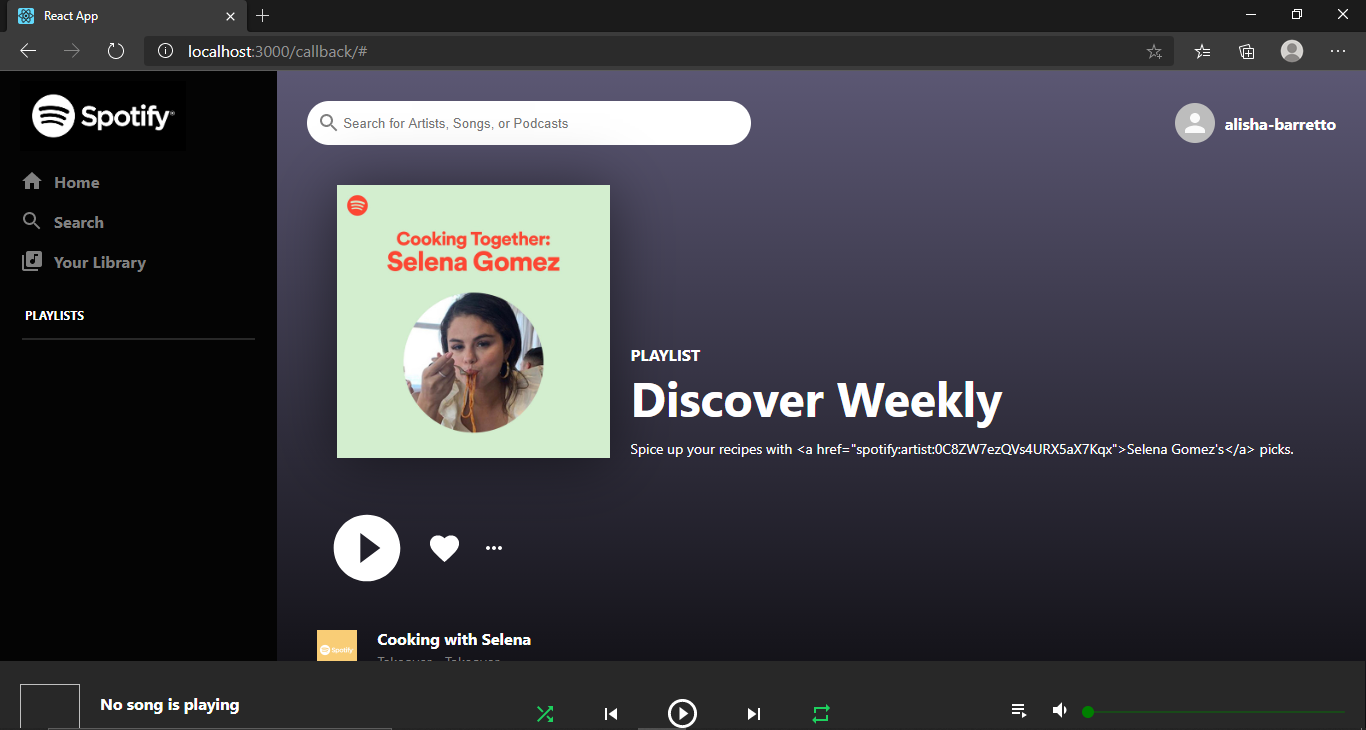 React App
localhost:3000/callback/#
Spotify
Search for Artists, Songs, or Podcasts
alisha-barretto
Home
Search
Your Library
PLAYLISTS
Cooking Together:
Selena Gomez
PLAYLIST
Discover Weekly
Spice up your recipes with <a href="spotify:artist:0C8ZW7ezQVs4URX5aX7Kqx">Selena Gomez's</a> picks.
Spotify
Cooking with Selena
Takeover - Takeover
No song is playing